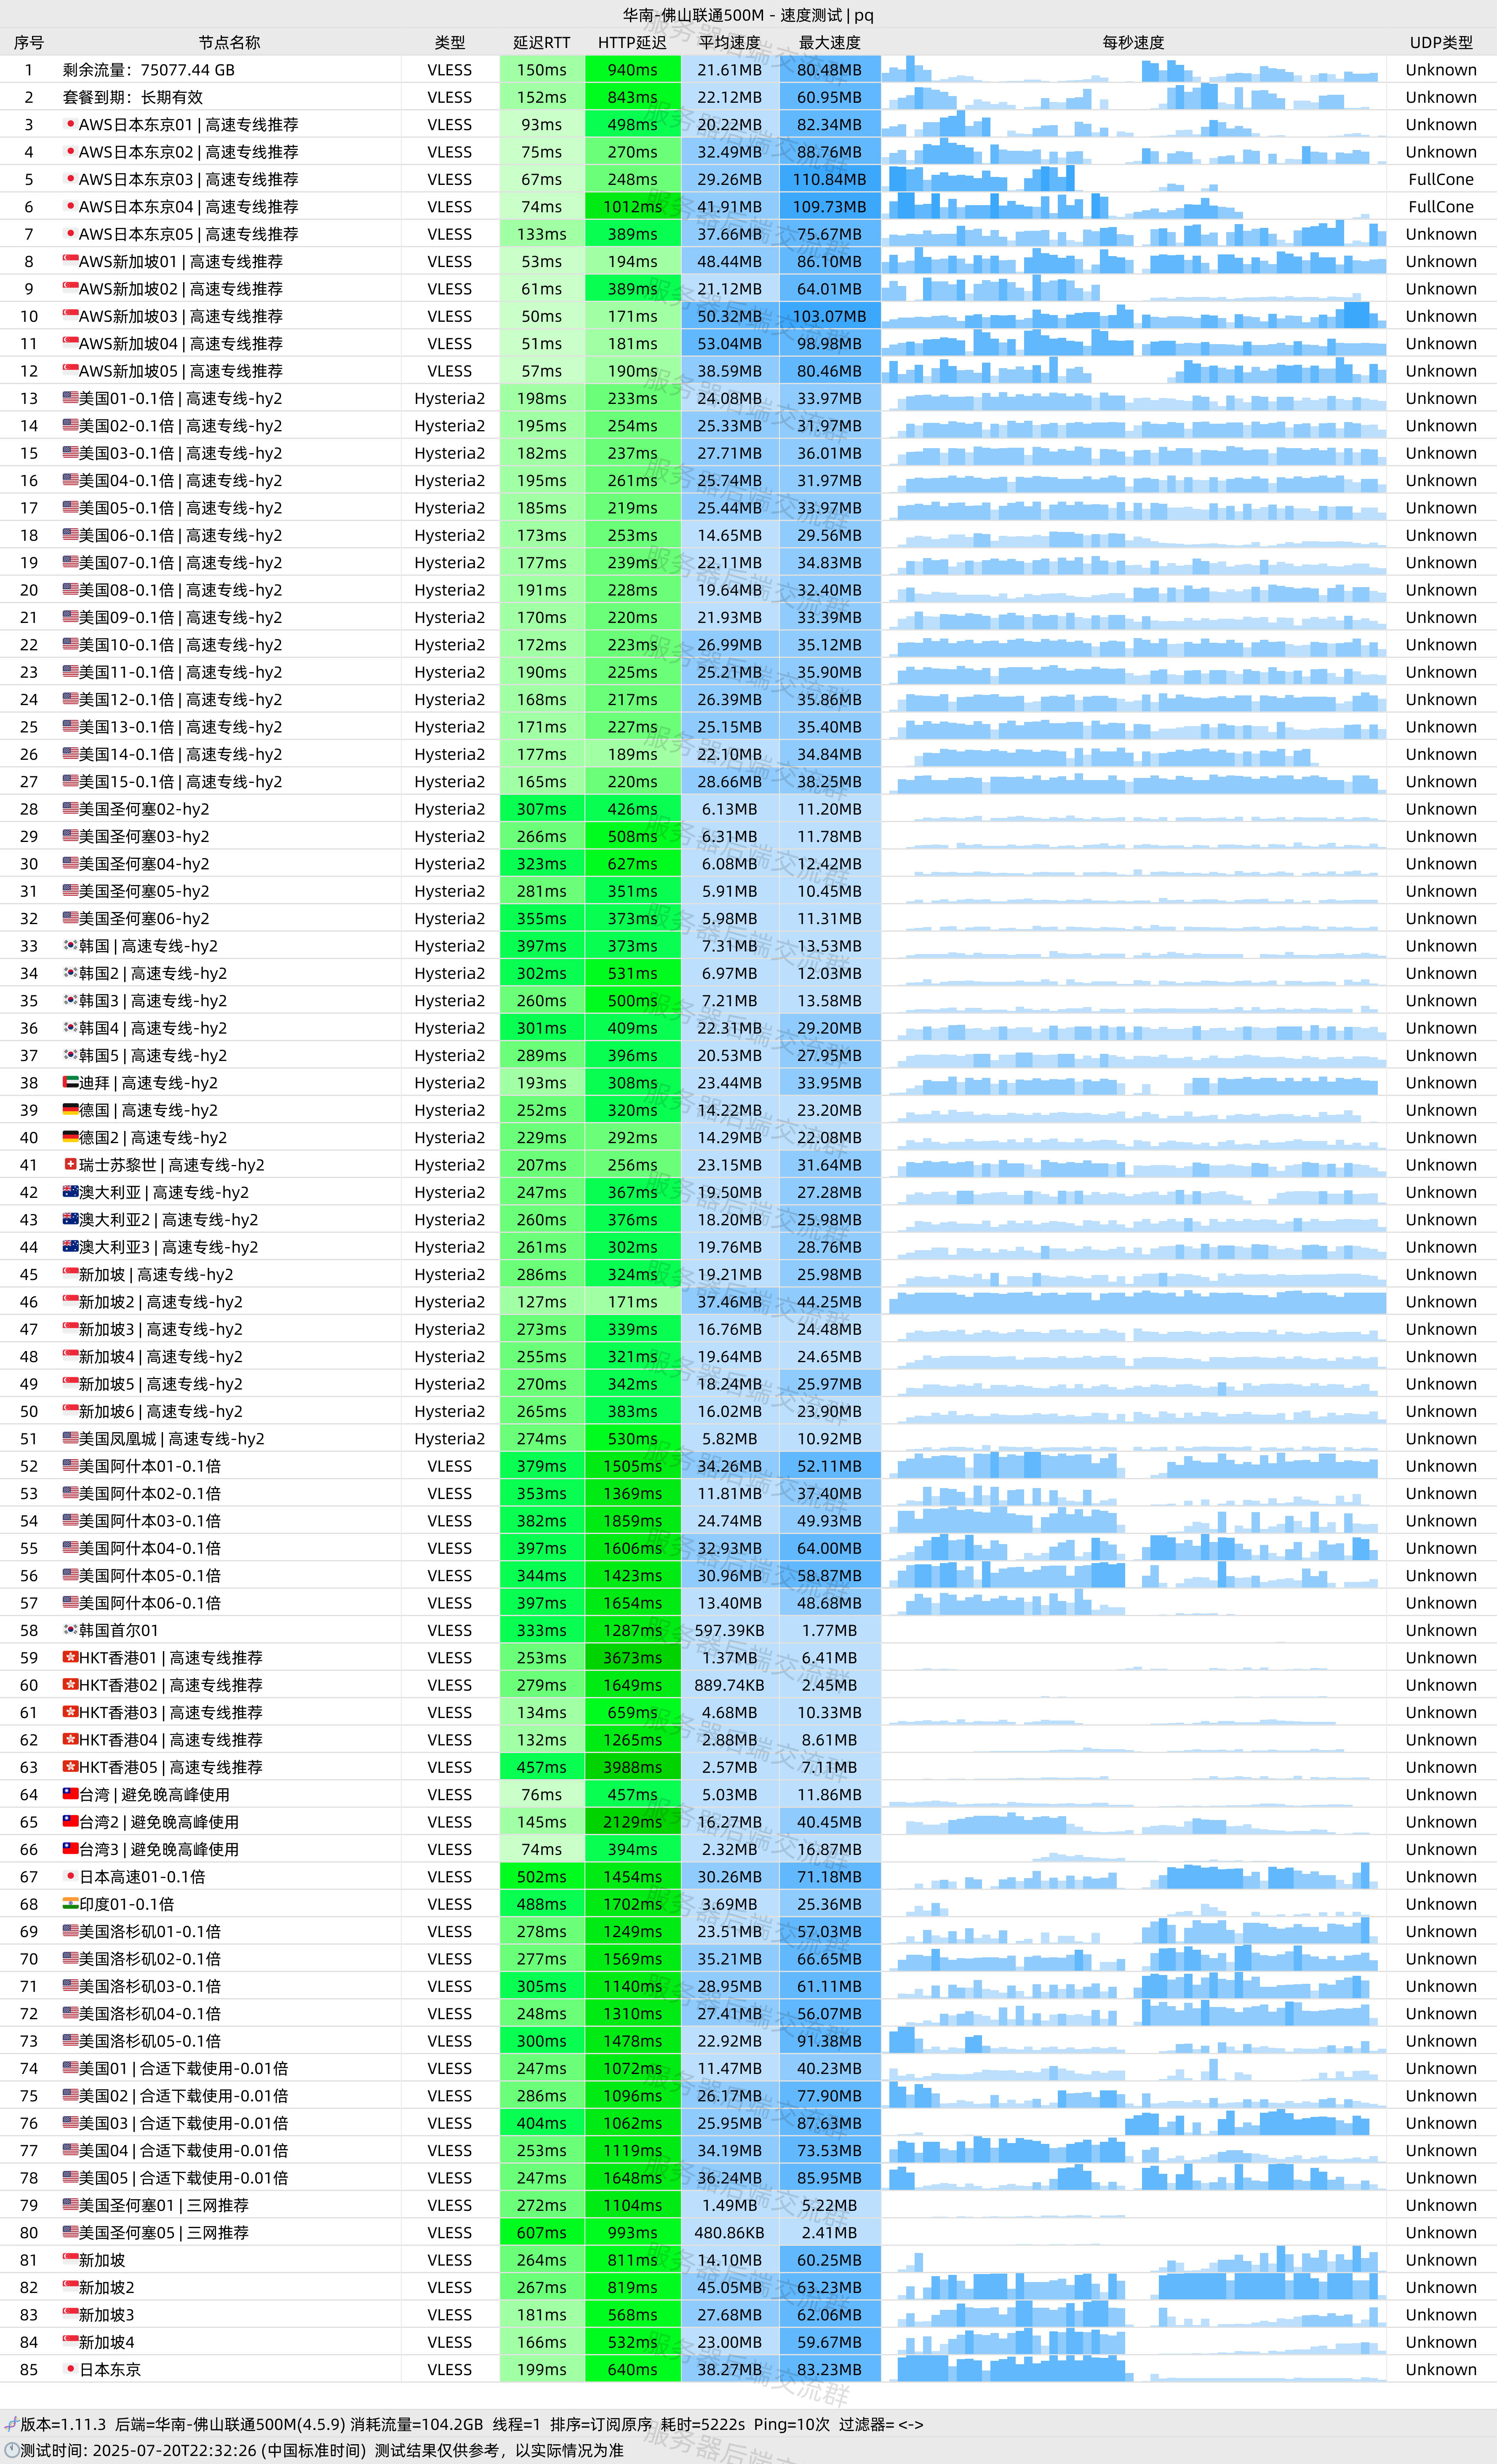 华南-佛山联通500M - 速度测试 | pq
序号 节点名称 类型 延迟RTT HTTP延迟 平均速度 最大速度 每秒速度 UDP类型
1 剩余流量：75077.44 GB VLESS 150ms 940ms 21.61MB 80.48MB Unknown
2 套餐到期：长期有效 VLESS 152ms 843ms 22.12MB 60.95MB Unknown
3 AWS日本东京01 | 高速专线推荐 VLESS 93ms 498ms 20.22MB 82.34MB Unknown
4 AWS日本东京02 | 高速专线推荐 VLESS 75ms 270ms 32.49MB 88.76MB Unknown
5 AWS日本东京03 | 高速专线推荐 VLESS 67ms 248ms 29.26MB 110.84MB FullCone
6 AWS日本东京04 | 高速专线推荐 VLESS 74ms 1012ms 41.91MB 109.73MB FullCone
7 AWS日本东京05 | 高速专线推荐 VLESS 133ms 389ms 37.66MB 75.67MB Unknown
8 AWS新加坡01 | 高速专线推荐 VLESS 53ms 194ms 48.44MB 86.10MB Unknown
9 AWS新加坡02 | 高速专线推荐 VLESS 61ms 389ms 21.12MB 64.01MB Unknown
10 AWS新加坡03 | 高速专线推荐 VLESS 50ms 171ms 50.32MB 103.07MB Unknown
11 AWS新加坡04 | 高速专线推荐 VLESS 51ms 181ms 53.04MB 98.98MB Unknown
12 AWS新加坡05 | 高速专线推荐 VLESS 57ms 190ms 38.59MB 80.46MB Unknown
13 美国01-0.1倍 | 高速专线-hy2 Hysteria2 198ms 233ms 24.08MB 33.97MB Unknown
14 美国02-0.1倍 | 高速专线-hy2 Hysteria2 195ms 254ms 25.33MB 31.97MB Unknown
15 美国03-0.1倍 | 高速专线-hy2 Hysteria2 182ms 237ms 27.71MB 36.01MB Unknown
16 美国04-0.1倍 | 高速专线-hy2 Hysteria2 195ms 261ms 25.74MB 31.97MB Unknown
17 美国05-0.1倍 | 高速专线-hy2 Hysteria2 185ms 219ms 25.44MB 33.97MB Unknown
18 美国06-0.1倍 | 高速专线-hy2 Hysteria2 173ms 253ms 14.65MB 29.56MB Unknown
19 美国07-0.1倍 | 高速专线-hy2 Hysteria2 177ms 239ms 22.11MB 34.83MB Unknown
20 美国08-0.1倍 | 高速专线-hy2 Hysteria2 191ms 228ms 19.64MB 32.40MB Unknown
21 美国09-0.1倍 | 高速专线-hy2 Hysteria2 170ms 220ms 21.93MB 33.39MB Unknown
22 美国10-0.1倍 | 高速专线-hy2 Hysteria2 172ms 223ms 26.99MB 35.12MB Unknown
23 美国11-0.1倍 | 高速专线-hy2 Hysteria2 190ms 225ms 25.21MB 35.90MB Unknown
24 美国12-0.1倍 | 高速专线-hy2 Hysteria2 168ms 217ms 26.39MB 35.86MB Unknown
25 美国13-0.1倍 | 高速专线-hy2 Hysteria2 171ms 227ms 25.15MB 35.40MB Unknown
26 美国14-0.1倍 | 高速专线-hy2 Hysteria2 177ms 189ms 22.10MB 34.84MB Unknown
27 美国15-0.1倍 | 高速专线-hy2 Hysteria2 165ms 220ms 28.66MB 38.25MB Unknown
28 美国圣何塞02-hy2 Hysteria2 307ms 426ms 6.13MB 11.20MB Unknown
29 美国圣何塞03-hy2 Hysteria2 266ms 508ms 6.31MB 11.78MB Unknown
30 美国圣何塞04-hy2 Hysteria2 323ms 627ms 6.08MB 12.42MB Unknown
31 美国圣何塞05-hy2 Hysteria2 281ms 351ms 5.91MB 10.45MB Unknown
32 美国圣何塞06-hy2 Hysteria2 355ms 373ms 5.98MB 11.31MB Unknown
33 韩国 | 高速专线-hy2 Hysteria2 397ms 373ms 7.31MB 13.53MB Unknown
34 韩国2 | 高速专线-hy2 Hysteria2 302ms 531ms 6.97MB 12.03MB Unknown
35 韩国3 | 高速专线-hy2 Hysteria2 260ms 500ms 7.21MB 13.58MB Unknown
36 韩国4 | 高速专线-hy2 Hysteria2 301ms 409ms 22.31MB 29.20MB Unknown
37 韩国5 | 高速专线-hy2 Hysteria2 289ms 396ms 20.53MB 27.95MB Unknown
38 迪拜 | 高速专线-hy2 Hysteria2 193ms 308ms 23.44MB 33.95MB Unknown
39 德国 | 高速专线-hy2 Hysteria2 252ms 320ms 14.22MB 23.20MB Unknown
40 德国2 | 高速专线-hy2 Hysteria2 229ms 292ms 14.29MB 22.08MB Unknown
41 瑞士苏黎世 | 高速专线-hy2 Hysteria2 207ms 256ms 23.15MB 31.64MB Unknown
42 澳大利亚 | 高速专线-hy2 Hysteria2 247ms 367ms 19.50MB 27.28MB Unknown
43 澳大利亚2 | 高速专线-hy2 Hysteria2 260ms 376ms 18.20MB 25.98MB Unknown
44 澳大利亚3 | 高速专线-hy2 Hysteria2 261ms 302ms 19.76MB 28.76MB Unknown
45 新加坡 | 高速专线-hy2 Hysteria2 286ms 324ms 19.21MB 25.98MB Unknown
46 新加坡2 | 高速专线-hy2 Hysteria2 127ms 171ms 37.46MB 44.25MB Unknown
47 新加坡3 | 高速专线-hy2 Hysteria2 273ms 339ms 16.76MB 24.48MB Unknown
48 新加坡4 | 高速专线-hy2 Hysteria2 255ms 321ms 19.64MB 24.65MB Unknown
49 新加坡5 | 高速专线-hy2 Hysteria2 270ms 342ms 18.24MB 25.97MB Unknown
50 新加坡6 | 高速专线-hy2 Hysteria2 265ms 383ms 16.02MB 23.90MB Unknown
51 美国凤凰城 | 高速专线-hy2 Hysteria2 274ms 530ms 5.82MB 10.92MB Unknown
52 美国阿什本01-0.1倍 VLESS 379ms 1505ms 34.26MB 52.11MB Unknown
53 美国阿什本02-0.1倍 VLESS 353ms 1369ms 11.81MB 37.40MB Unknown
54 美国阿什本03-0.1倍 VLESS 382ms 1859ms 24.74MB 49.93MB Unknown
55 美国阿什本04-0.1倍 VLESS 397ms 1606ms 32.93MB 64.00MB Unknown
56 美国阿什本05-0.1倍 VLESS 344ms 1423ms 30.96MB 58.87MB Unknown
57 美国阿什本06-0.1倍 VLESS 397ms 1654ms 13.40MB 48.68MB Unknown
58 韩国首尔01 VLESS 333ms 1287ms 597.39KB 1.77MB Unknown
59 HKT香港01 | 高速专线推荐 VLESS 253ms 3673ms 1.37MB 6.41MB Unknown
60 HKT香港02 | 高速专线推荐 VLESS 279ms 1649ms 889.74KB 2.45MB Unknown
61 HKT香港03 | 高速专线推荐 VLESS 134ms 659ms 4.68MB 10.33MB Unknown
62 HKT香港04 | 高速专线推荐 VLESS 132ms 1265ms 2.88MB 8.61MB Unknown
63 HKT香港05 | 高速专线推荐 VLESS 457ms 3988ms 2.57MB 7.11MB Unknown
64 台湾 | 避免晚高峰使用 VLESS 76ms 457ms 5.03MB 11.86MB Unknown
65 台湾2 | 避免晚高峰使用 VLESS 145ms 2129ms 16.27MB 40.45MB Unknown
66 台湾3 | 避免晚高峰使用 VLESS 74ms 394ms 2.32MB 16.87MB Unknown
67 日本高速01-0.1倍 VLESS 502ms 1454ms 30.26MB 71.18MB Unknown
68 印度01-0.1倍 VLESS 488ms 1702ms 3.69MB 25.36MB Unknown
69 美国洛杉矶01-0.1倍 VLESS 278ms 1249ms 23.51MB 57.03MB Unknown
70 美国洛杉矶02-0.1倍 VLESS 277ms 1569ms 35.21MB 66.65MB Unknown
71 美国洛杉矶03-0.1倍 VLESS 305ms 1140ms 28.95MB 61.11MB Unknown
72 美国洛杉矶04-0.1倍 VLESS 248ms 1310ms 27.41MB 56.07MB Unknown
73 美国洛杉矶05-0.1倍 VLESS 300ms 1478ms 22.92MB 91.38MB Unknown
74 美国01 | 合适下载使用-0.01倍 VLESS 247ms 1072ms 11.47MB 40.23MB Unknown
75 美国02 | 合适下载使用-0.01倍 VLESS 286ms 1096ms 26.17MB 77.90MB Unknown
76 美国03 | 合适下载使用-0.01倍 VLESS 404ms 1062ms 25.95MB 87.63MB Unknown
77 美国04 | 合适下载使用-0.01倍 VLESS 253ms 1119ms 34.19MB 73.53MB Unknown
78 美国05 | 合适下载使用-0.01倍 VLESS 247ms 1648ms 36.24MB 85.95MB Unknown
79 美国圣何塞01 | 三网推荐 VLESS 272ms 1104ms 1.49MB 5.22MB Unknown
80 美国圣何塞05 | 三网推荐 VLESS 607ms 993ms 480.86KB 2.41MB Unknown
81 新加坡 VLESS 264ms 811ms 14.10MB 60.25MB Unknown
82 新加坡2 VLESS 267ms 819ms 45.05MB 63.23MB Unknown
83 新加坡3 VLESS 181ms 568ms 27.68MB 62.06MB Unknown
84 新加坡4 VLESS 166ms 532ms 23.00MB 59.67MB Unknown
85 日本东京 VLESS 199ms 640ms 38.27MB 83.23MB Unknown
版本=1.11.3 后端=华南-佛山联通500M(4.5.9) 消耗流量=104.2GB 线程=1 排序=订阅原序 耗时=5222s Ping=10次 过滤器= <->
测试时间: 2025-07-20T22:32:26 (中国标准时间) 测试结果仅供参考，以实际情况为准